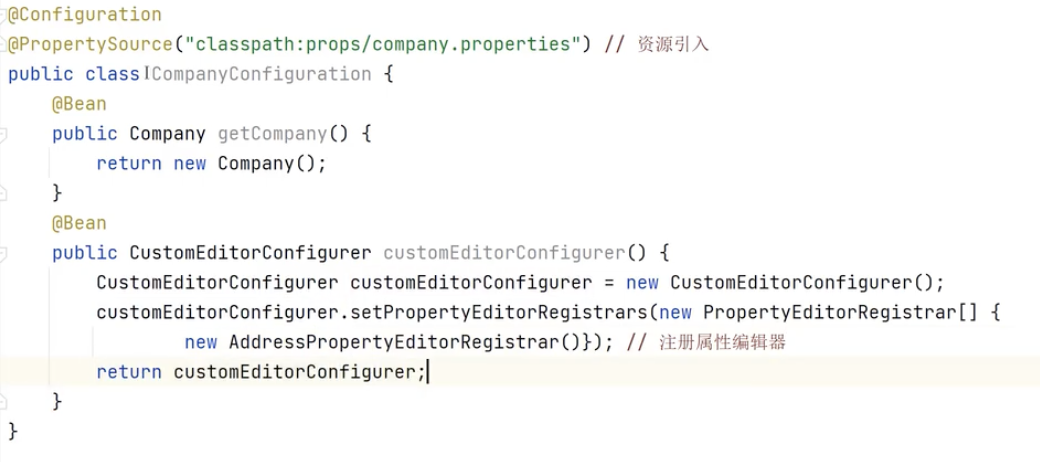 @Configuration
@PropertySource("classpath:props/company.properties") // 资源引入
public class CompanyConfiguration {
    @Bean
    public Company getCompany() {
        return new Company();
    }
    @Bean
    public CustomEditorConfigurer customEditorConfigurer() {
        CustomEditorConfigurer customEditorConfigurer = new CustomEditorConfigurer();
        customEditorConfigurer.setPropertyEditorRegistrars(new PropertyEditorRegistrar[] {
                new AddressPropertyEditorRegistrar()}); // 注册属性编辑器
        return customEditorConfigurer;
    }
}